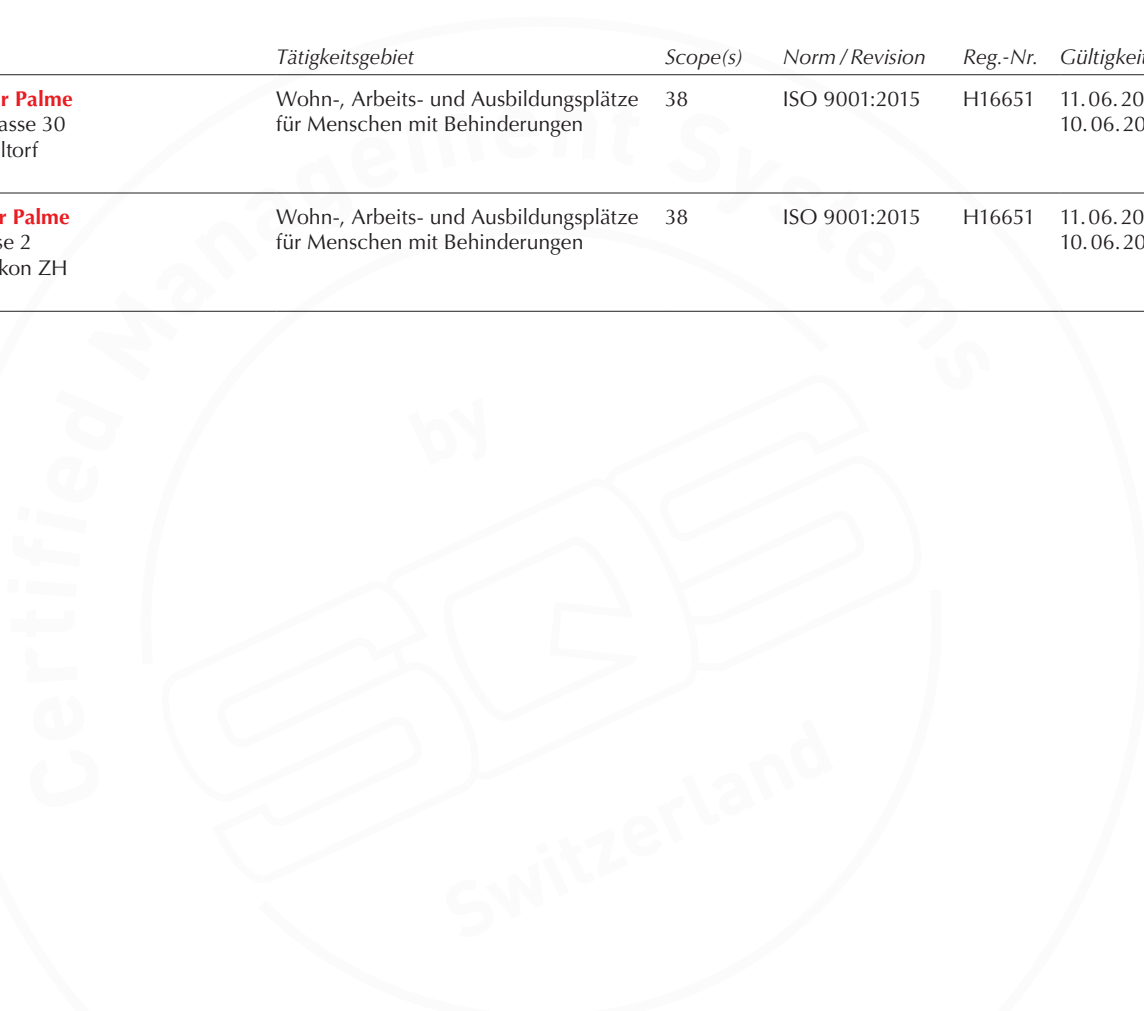 Tätigkeitsgebiet Scope(s) Norm / Revision Reg.-Nr. Gültigkeit
r Palme Wohn-, Arbeits- und Ausbildungsplätze 38 ISO 9001:2015 H16651 11.06.20
asse 30 für Menschen mit Behinderungen 10.06.20
ltorf
r Palme Wohn-, Arbeits- und Ausbildungsplätze 38 ISO 9001:2015 H16651 11.06.20
se 2 für Menschen mit Behinderungen 10.06.20
kon ZH
Certified Management Systems
by
SQS
Switzerland